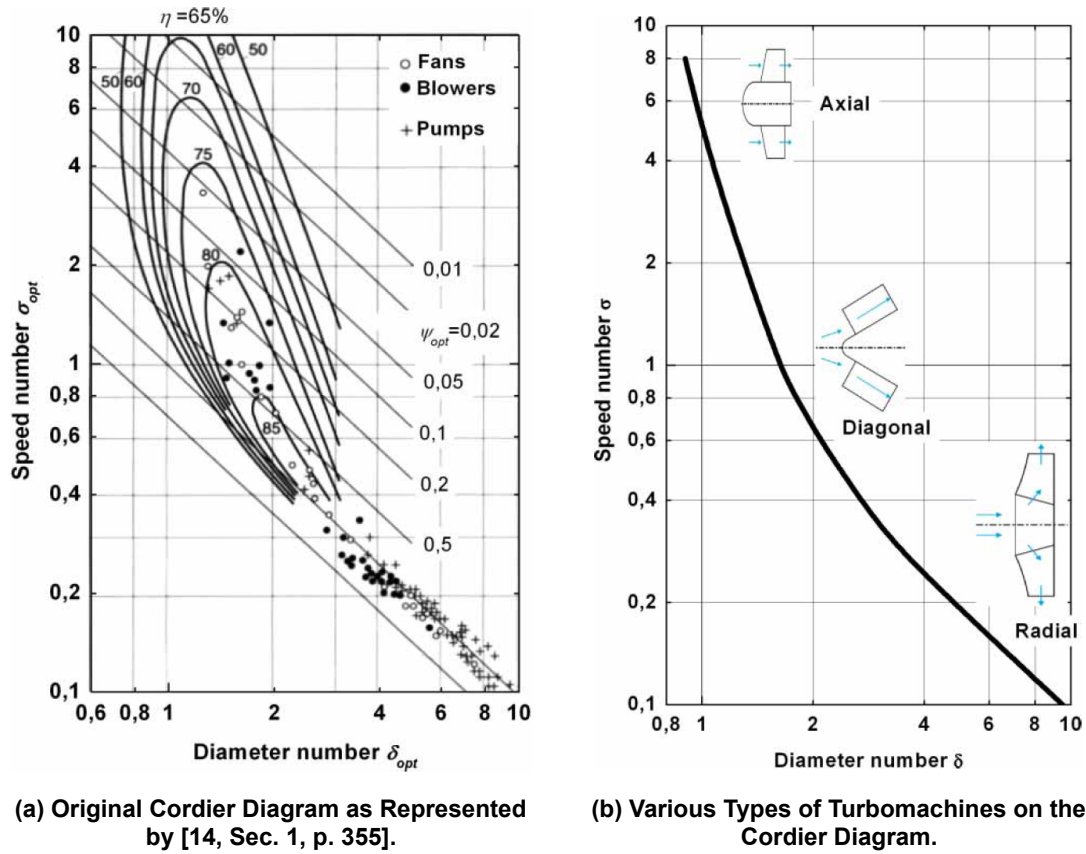 η =65%
10
8
6
4
2
1
0,8
0,6
0,4
0,2
0,1
50
60
60
50
70
75
80
85
Fans
Blowers
Pumps
0,01
ψopt=0,02
0,05
0,1
0,2
0,5
Speed number σopt
0,6 0,8 1 2 4 6 8 10
Diameter number δopt
(a) Original Cordier Diagram as Represented
by [14, Sec. 1, p. 355].
10
8
6
4
2
1
0,8
0,6
0,4
0,2
0,1
Axial
Diagonal
Radial
Speed number σ
0,8 1 2 4 6 8 10
Diameter number δ
(b) Various Types of Turbomachines on the
Cordier Diagram.